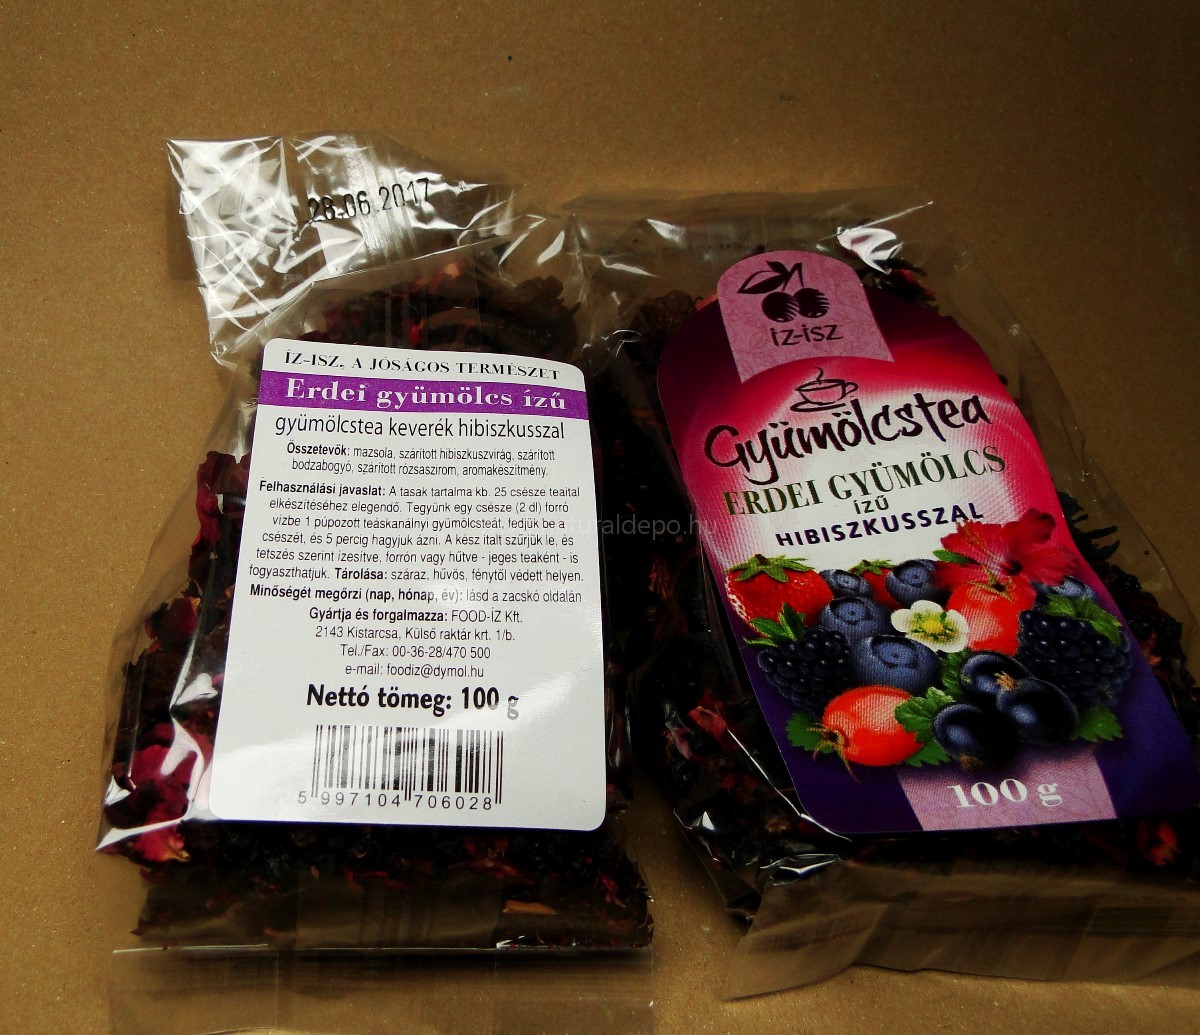 28.06.2017
ÍZ-ISZ, A JÓSÁGOS TERMÉSZET
Erdei gyümölcs ízű
gyümölcstea keverék hibiszkusszal
Összetevők: mazsola, szárított hibiszkuszvirág, szárított
bodzabogyó, szárított rózsaszirom, aromakészítmény.
Felhasználási javaslat: A tasak tartalma kb. 25 csésze teaital
elkészítéséhez elegendő. Tegyünk egy csésze (2 dl) forró
vízbe 1 púpozott teáskanálnyi gyümölcsteát, fedjük be a
csészét, és 5 percig hagyjuk ázni. A kész italt szűrjük le, és
tetszés szerint ízesítve, forrón vagy hűtve - jeges teaként - is
fogyaszthatjuk. Tárolása: száraz, hűvös, fénytől védett helyen.
Minőségét megőrzi (nap, hónap, év): lásd a zacskó oldalán
Gyártja és forgalmazza: FOOD-ÍZ Kft.
2143 Kistarcsa, Külső raktár krt. 1/b.
Tel./Fax: 00-36-28/470 500
e-mail: foodiz@dymol.hu
Nettó tömeg: 100 g
5 997104 706028
íz-ísz
Gyümölcstea
ERDEI GYÜMÖLCS
ÍZŰ
HIBISZKUSSZAL
100 g
turaldepo.hu